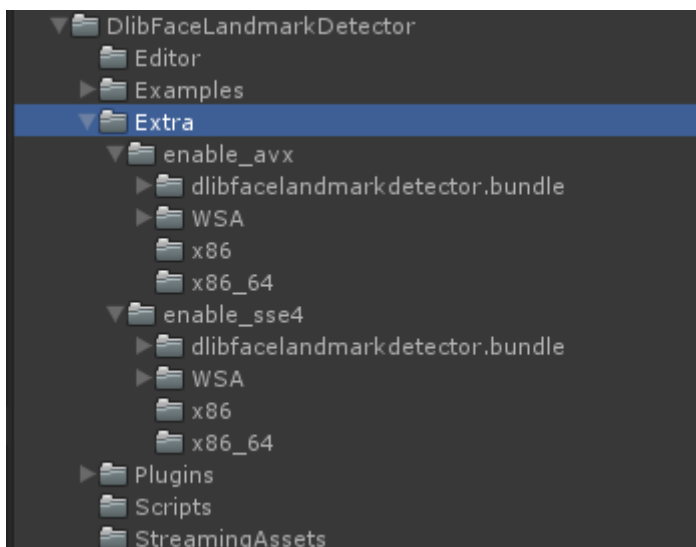 DlibFaceLandmarkDetector
Editor
Examples
Extra
enable_avx
dlibfacelandmarkdetector.bundle
WSA
x86
x86_64
enable_sse4
dlibfacelandmarkdetector.bundle
WSA
x86
x86_64
Plugins
Scripts
StreamingAssets